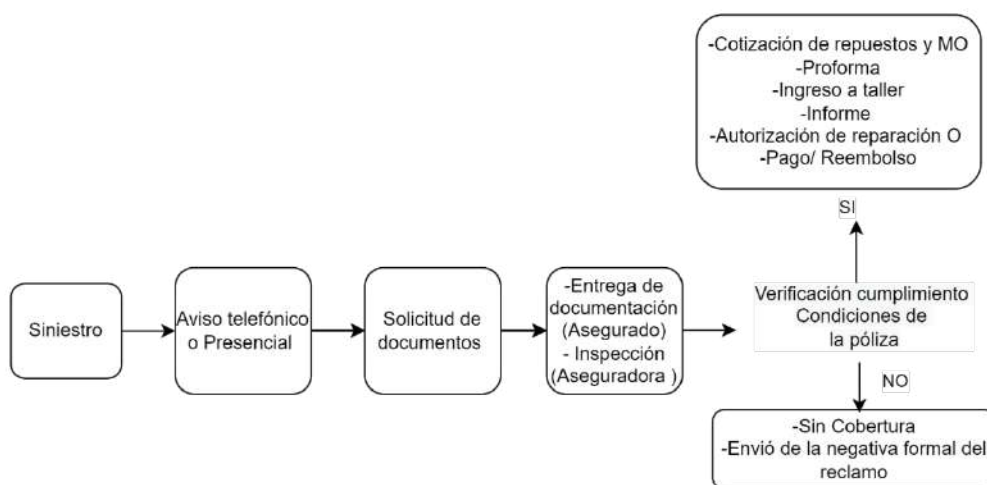 -Cotización de repuestos y MO
-Proforma
-Ingreso a taller
-Informe
-Autorización de reparación O
-Pago/ Reembolso
SI
Siniestro
Aviso telefónico
o Presencial
Solicitud de
documentos
-Entrega de
documentación
(Asegurado)
- Inspección
(Aseguradora )
Verificación cumplimiento
Condiciones de
la póliza
NO
-Sin Cobertura
-Envió de la negativa formal del
reclamo